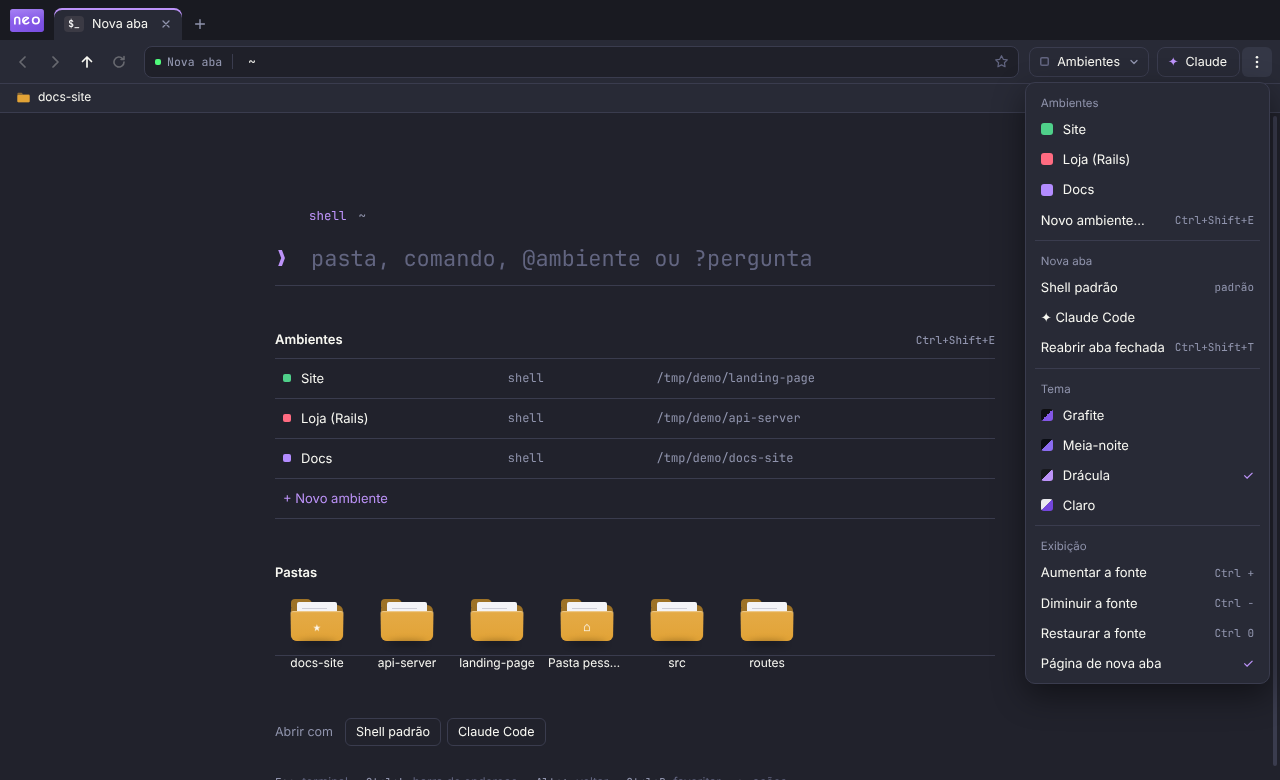 neo
$_ Nova aba
Nova aba ~
Ambientes
Claude
docs-site
shell ~
pasta, comando, @ambiente ou ?pergunta
Ambientes Ctrl+Shift+E
Site shell /tmp/demo/landing-page
Loja (Rails) shell /tmp/demo/api-server
Docs shell /tmp/demo/docs-site
+ Novo ambiente
Pastas
docs-site api-server landing-page Pasta pess... src routes
Abrir com Shell padrão Claude Code
Ambientes
Site
Loja (Rails)
Docs
Novo ambiente... Ctrl+Shift+E
Nova aba
Shell padrão padrão
✦ Claude Code
Reabrir aba fechada Ctrl+Shift+T
Tema
Grafite
Meia-noite
Drácula
Claro
Exibição
Aumentar a fonte Ctrl +
Diminuir a fonte Ctrl -
Restaurar a fonte Ctrl 0
Página de nova aba